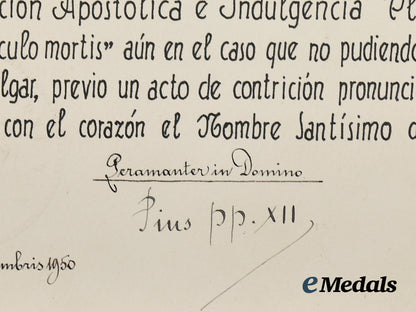 ción Apostólica e Indulgencia "Pl
culo mortis" aún en el caso que no pudiendo
lgar, previo un acto de contrición pronunci
con el corazón el Nombre Santísimo d
Peramanter in Domino
Pius pp. XII
mbris 1950
eMedals